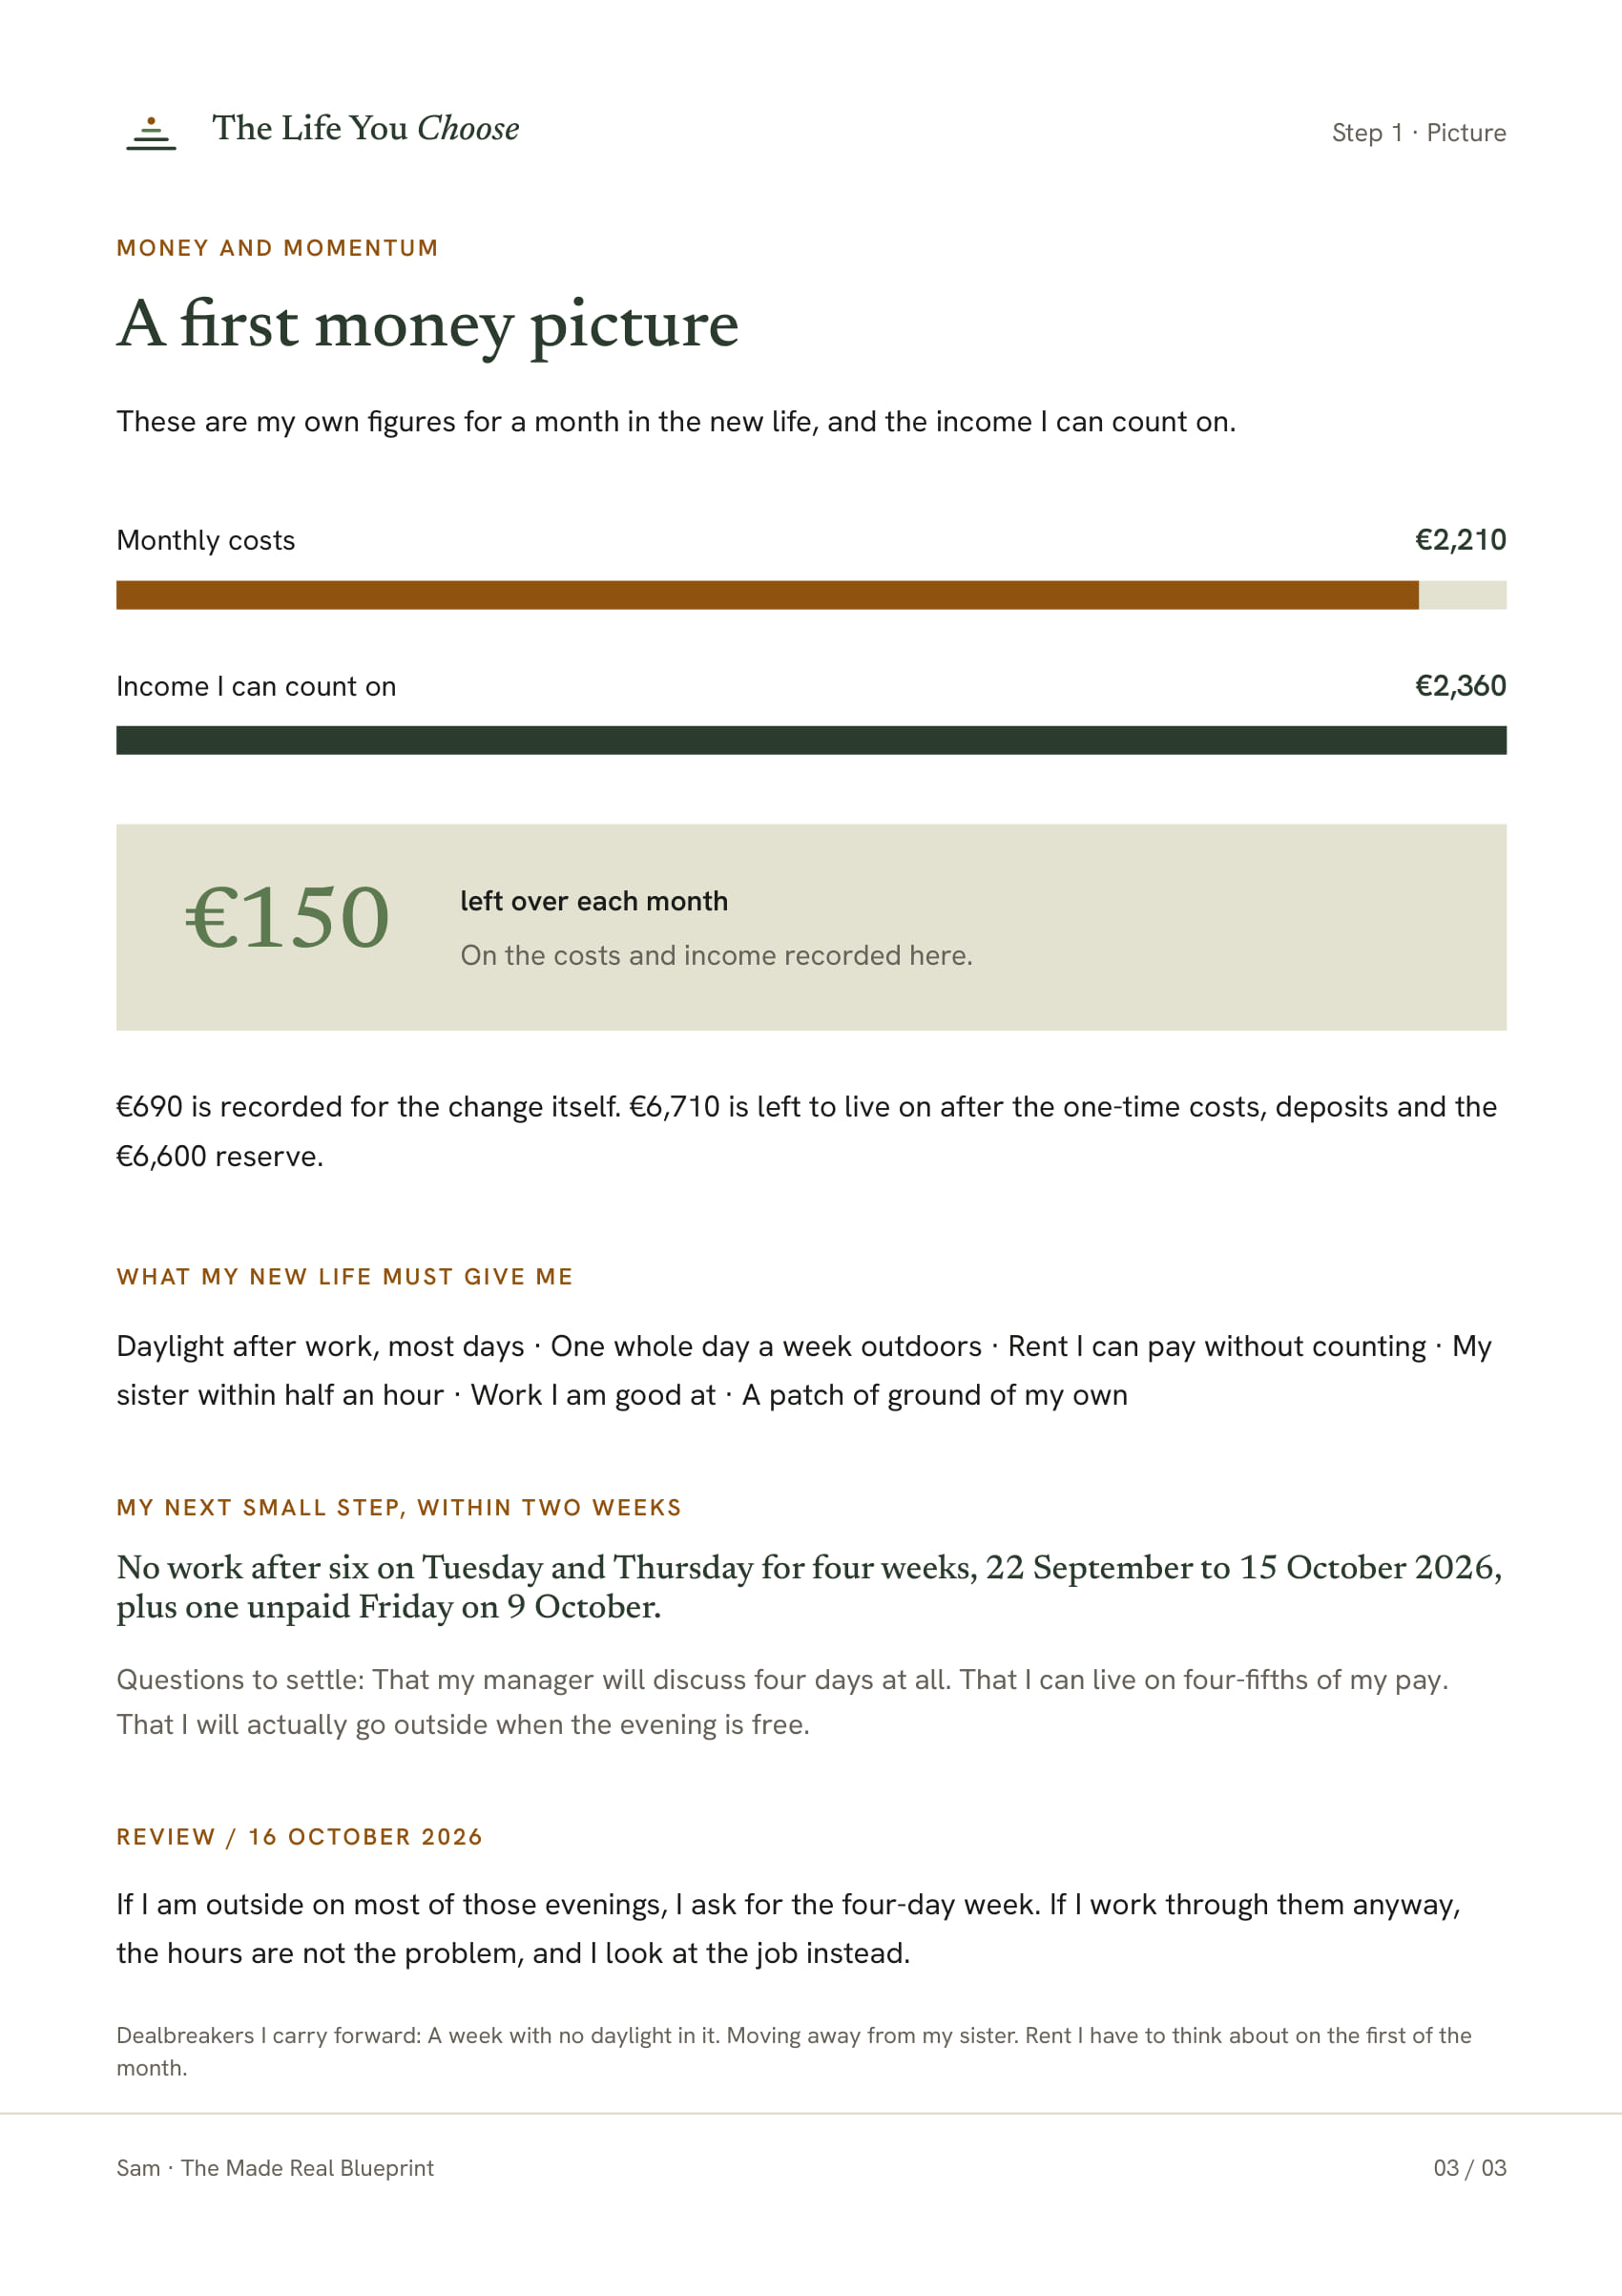 The Life You Choose
Step 1 · Picture
MONEY AND MOMENTUM
A first money picture
These are my own figures for a month in the new life, and the income I can count on.
Monthly costs
€2,210
Income I can count on
€2,360
€150
left over each month
On the costs and income recorded here.
€690 is recorded for the change itself. €6,710 is left to live on after the one-time costs, deposits and the
€6,600 reserve.
WHAT MY NEW LIFE MUST GIVE ME
Daylight after work, most days · One whole day a week outdoors · Rent I can pay without counting · My
sister within half an hour · Work I am good at · A patch of ground of my own
MY NEXT SMALL STEP, WITHIN TWO WEEKS
No work after six on Tuesday and Thursday for four weeks, 22 September to 15 October 2026,
plus one unpaid Friday on 9 October.
Questions to settle: That my manager will discuss four days at all. That I can live on four-fifths of my pay.
That I will actually go outside when the evening is free.
REVIEW / 16 OCTOBER 2026
If I am outside on most of those evenings, I ask for the four-day week. If I work through them anyway,
the hours are not the problem, and I look at the job instead.
Dealbreakers I carry forward: A week with no daylight in it. Moving away from my sister. Rent I have to think about on the first of the
month.
Sam · The Made Real Blueprint
03 / 03